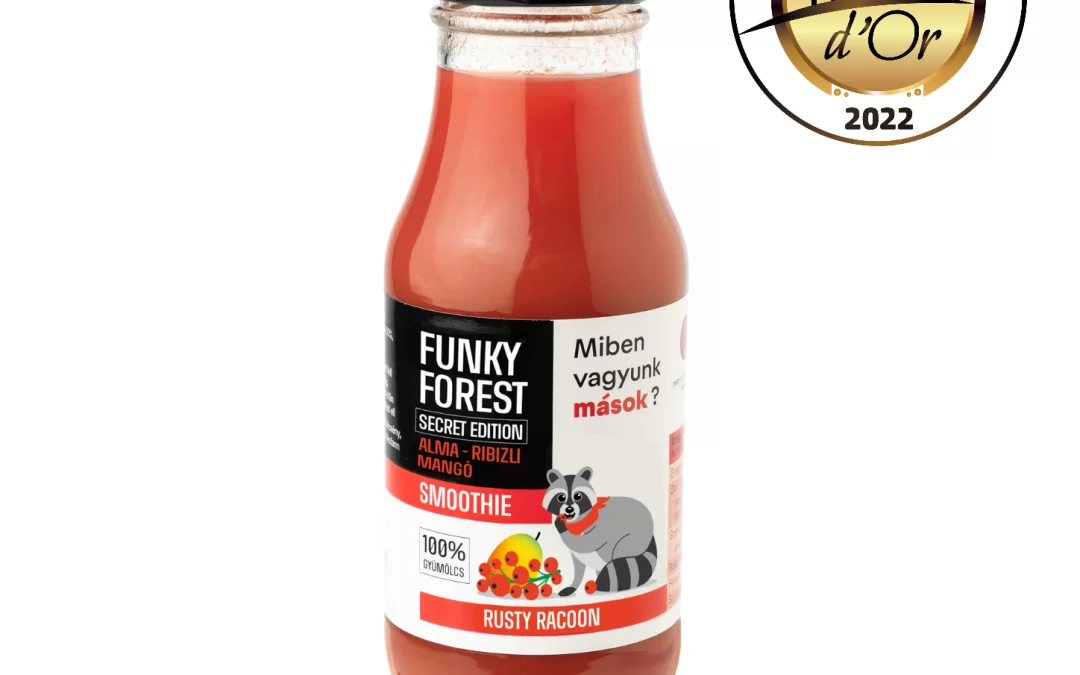 d'Or
2022
FUNKY
FOREST
SECRET EDITION
ALMA - RIBIZLI
MANGÓ
SMOOTHIE
100%
GYÜMÖLCS
RUSTY RACOON
Miben
vagyunk
mások?